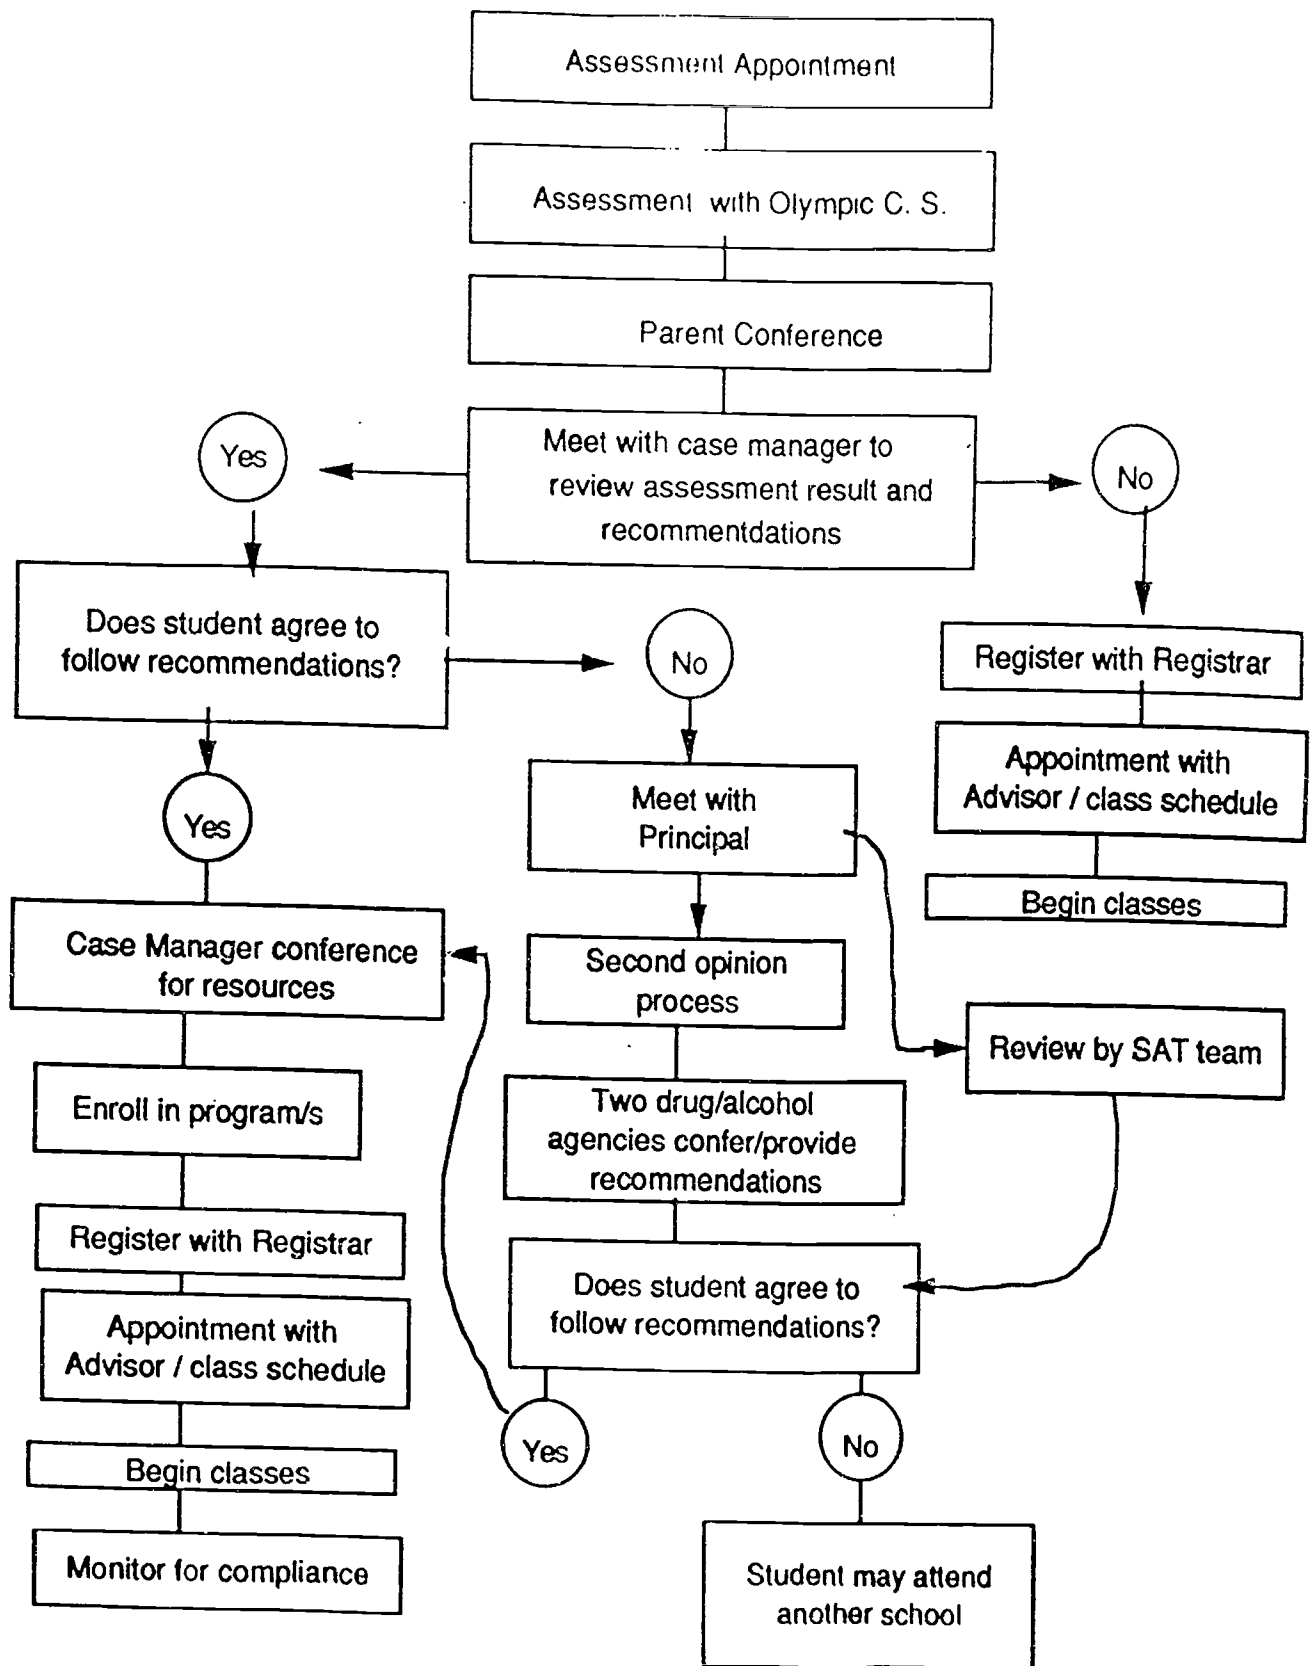 Assessment Appointment
Assessment with Olympic C. S.
Parent Conference
Meet with case manager to
review assessment result and
recommentdations
Yes
No
Does student agree to
follow recommendations?
No
Register with Registrar
Appointment with
Advisor / class schedule
Begin classes
Yes
Meet with
Principal
Case Manager conference
for resources
Second opinion
process
Review by SAT team
Enroll in program/s
Two drug/alcohol
agencies confer/provide
recommendations
Register with Registrar
Does student agree to
follow recommendations?
Appointment with
Advisor / class schedule
Yes
No
Begin classes
Monitor for compliance
Student may attend
another school